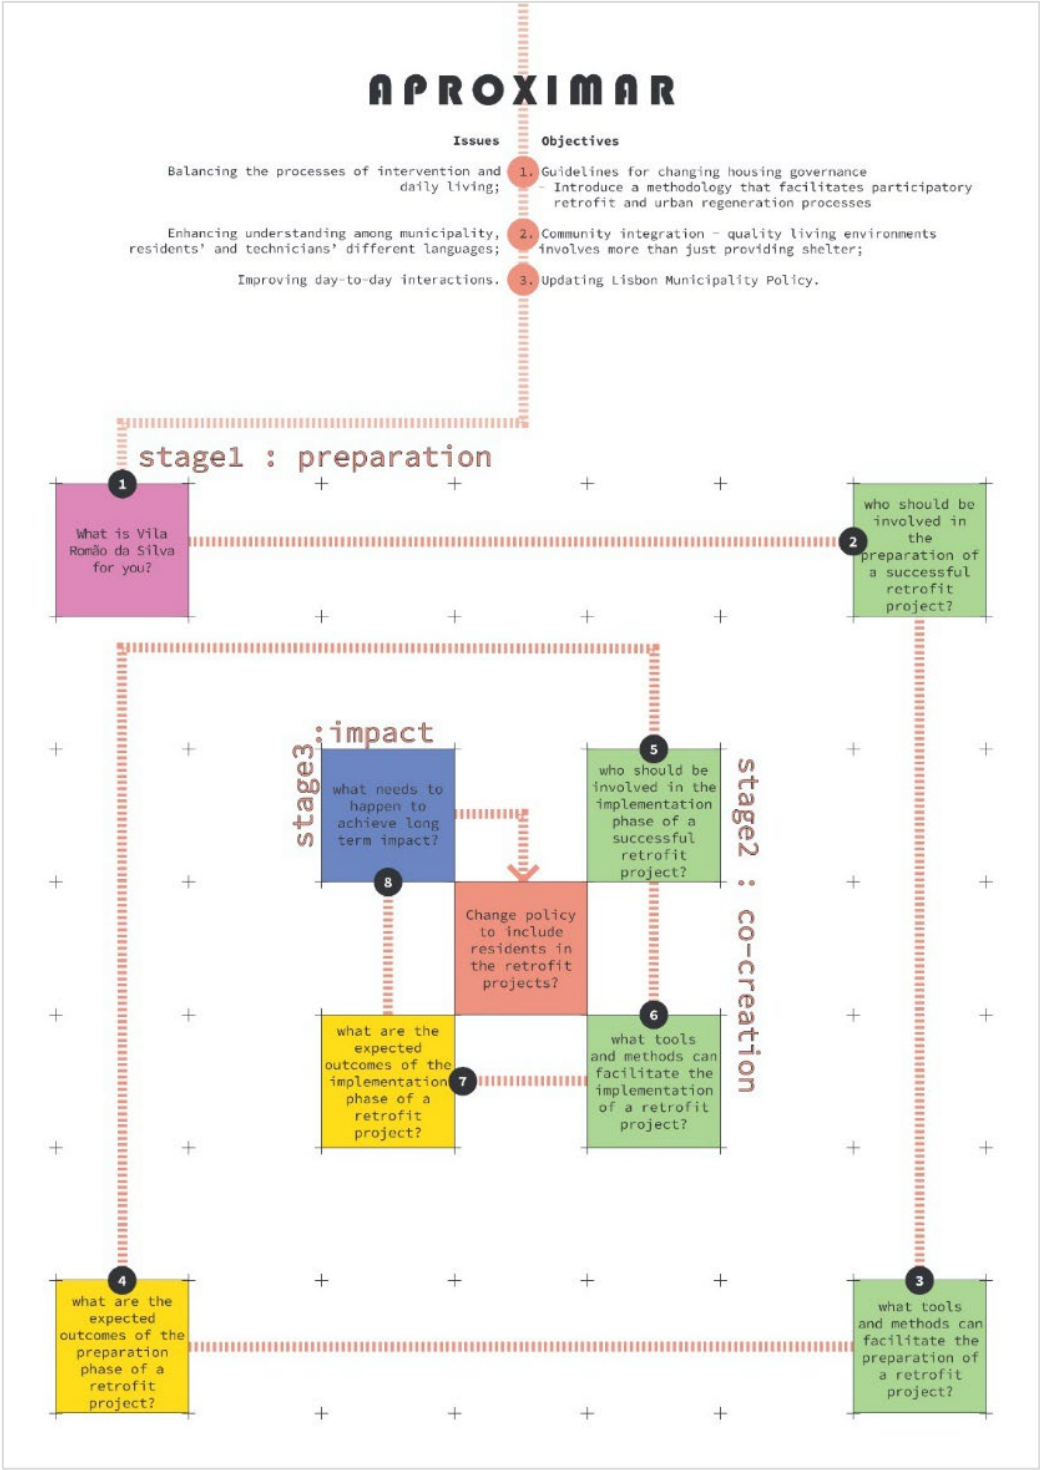 APROXIMAR
Issues
Objectives
Balancing the processes of intervention and
daily living;
1.
Guidelines for changing housing governance
- Introduce a methodology that facilitates participatory
retrofit and urban regeneration processes
Enhancing understanding among municipality,
residents' and technicians' different languages;
2.
Community integration - quality living environments
involves more than just providing shelter;
Improving day-to-day interactions.
3.
Updating Lisbon Municipality Policy.
stage1 : preparation
1
What is Vila
Romão da Silva
for you?
2
who should be
involved in
the
preparation of
a successful
retrofit
project?
stage3
:impact
what needs to
happen to
achieve long
term impact?
8
5
who should be
involved in the
implementation
phase of a
successful
retrofit
project?
stage2 : co-creation
Change policy
to include
residents in
the retrofit
projects?
what are the
expected
outcomes of the
implementation
phase of a
retrofit
project?
7
6
what tools
and methods can
facilitate the
implementation
of a retrofit
project?
4
what are the
expected
outcomes of the
preparation
phase of a
retrofit
project?
3
what tools
and methods can
facilitate the
preparation of
a retrofit
project?